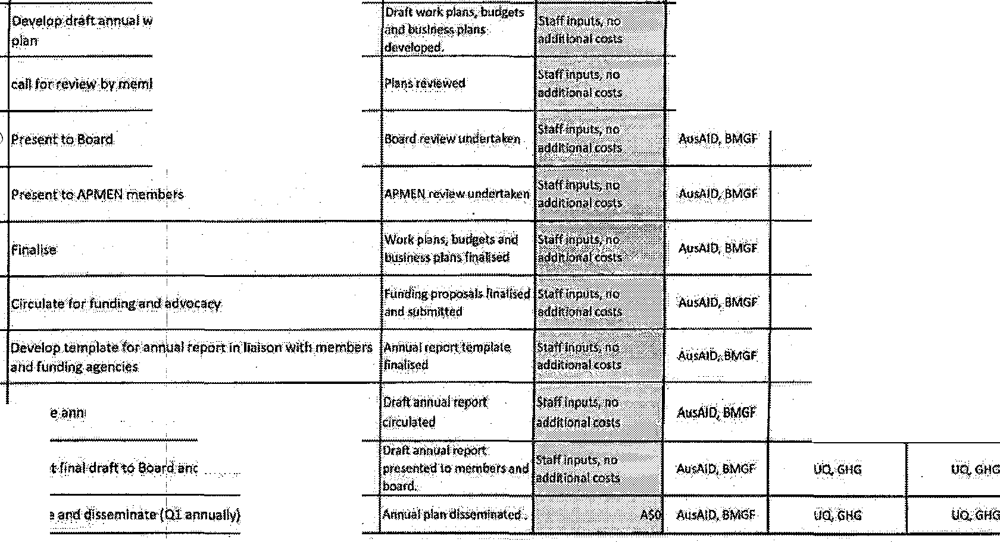 Develop draft annual w
plan
Draft work plans, budgets
and business plans
developed.
Staff inputs, no
additional costs
call for review by meml
Plans reviewed
Staff inputs, no
additional costs
Present to Board
Board review undertaken
Staff inputs, no
additional costs
AusAID, BMGF
Present to APMEN members
APMEN review undertaken
Staff inputs, no
additional costs
AusAID, BMGF
Finalise
Work plans, budgets and
business plans finalised
Staff inputs, no
additional costs
AusAID, BMGF
Circulate for funding and advocacy
Funding proposals finalised
and submitted
Staff inputs, no
additional costs
AusAID, BMGF
Develop template for annual report in liaison with members
and funding agencies
Annual report template
finalised
Staff inputs, no
additional costs
AusAID, BMGF
e ann
Draft annual report
circulated
Staff inputs, no
additional costs
AusAID, BMGF
t final draft to Board and
Draft annual report
presented to members and
board.
Staff inputs, no
additional costs
AusAID, BMGF
UQ, GHG
UQ, GHG
e and disseminate (Q1 annually)
Annual plan disseminated.
A50
AusAID, BMGF
UQ, GHG
UQ, GHG